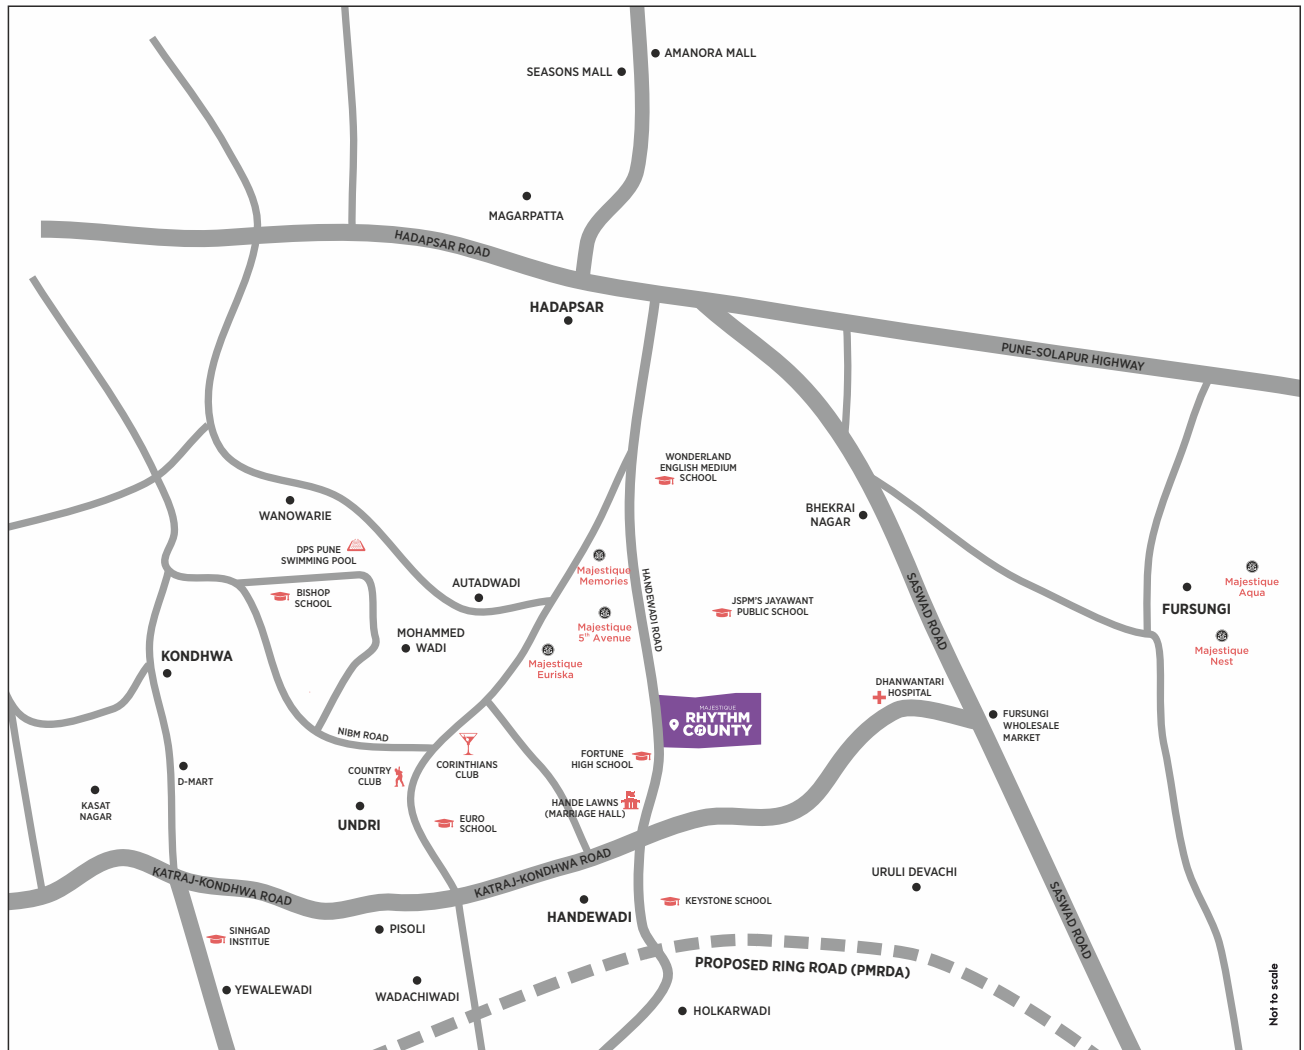 AMANORA MALL
SEASONS MALL
MAGARPATTA
HADAPSAR ROAD
HADAPSAR
PUNE-SOLAPUR HIGHWAY
WONDERLAND
ENGLISH MEDIUM
SCHOOL
BHEKRAI
NAGAR
WANOWARIE
DPS PUNE
SWIMMING POOL
BISHOP
SCHOOL
AUTADWADI
Majestique
Memories
HANDEWADI ROAD
JSPM'S JAYAWANT
PUBLIC SCHOOL
SASWAD ROAD
Majestique
Aqua
FURSUNGI
Majestique
5th Avenue
MOHAMMED
WADI
Majestique
Nest
KONDHWA
Majestique
Euriska
DHANWANTARI
HOSPITAL
MAJESTIQUE
RHYTHM
COUNTY
FURSUNGI
WHOLESALE
MARKET
NIBM ROAD
CORINTHIANS
CLUB
FORTUNE
HIGH SCHOOL
COUNTRY
CLUB
D-MART
KASAT
NAGAR
HANDE LAWNS
(MARRIAGE HALL)
UNDRI
EURO
SCHOOL
KATRAJ-KONDHWA ROAD
KATRAJ-KONDHWA ROAD
URULI DEVACHI
SASWAD ROAD
HANDEWADI
KEYSTONE SCHOOL
SINHGAD
INSTITUE
PISOLI
PROPOSED RING ROAD (PMRDA)
YEWALEWADI
WADACHIWADI
HOLKARWADI
Not to scale